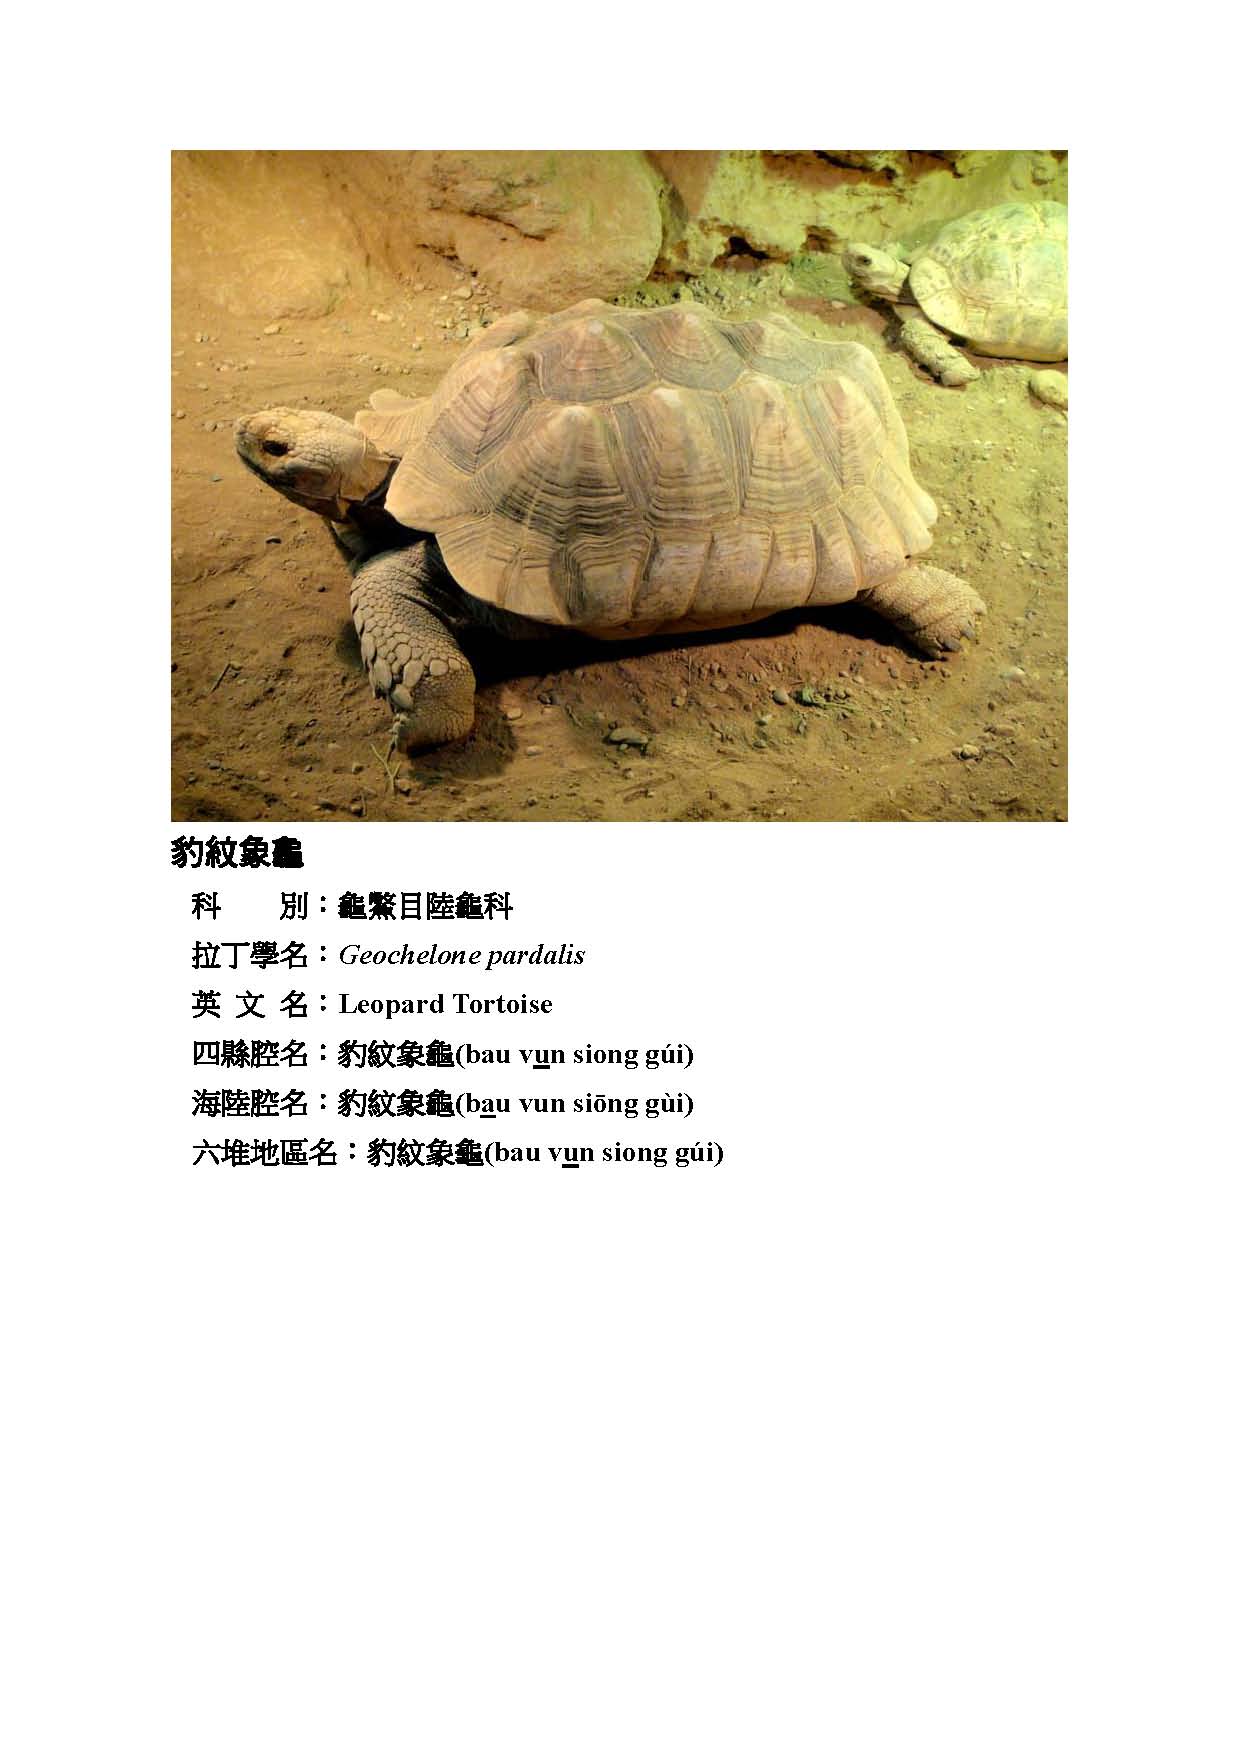 豹紋象龜
科　　別：龜鱉目陸龜科
拉丁學名：Geochelone pardalis
英 文 名：Leopard Tortoise
四縣腔名：豹紋象龜(bau vun siong gúi)
海陸腔名：豹紋象龜(bau vun siōng gùi)
六堆地區名：豹紋象龜(bau vun siong gúi)